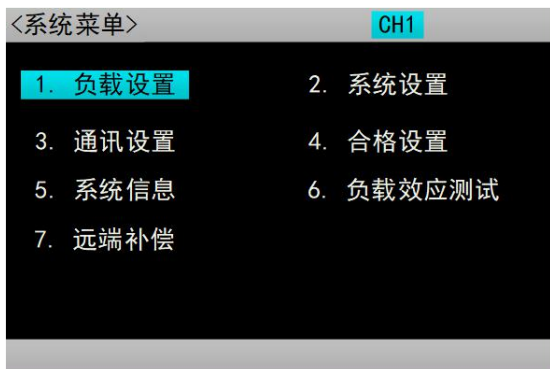 <系统菜单> CH1
1. 负载设置 2. 系统设置
3. 通讯设置 4. 合格设置
5. 系统信息 6. 负载效应测试
7. 远端补偿